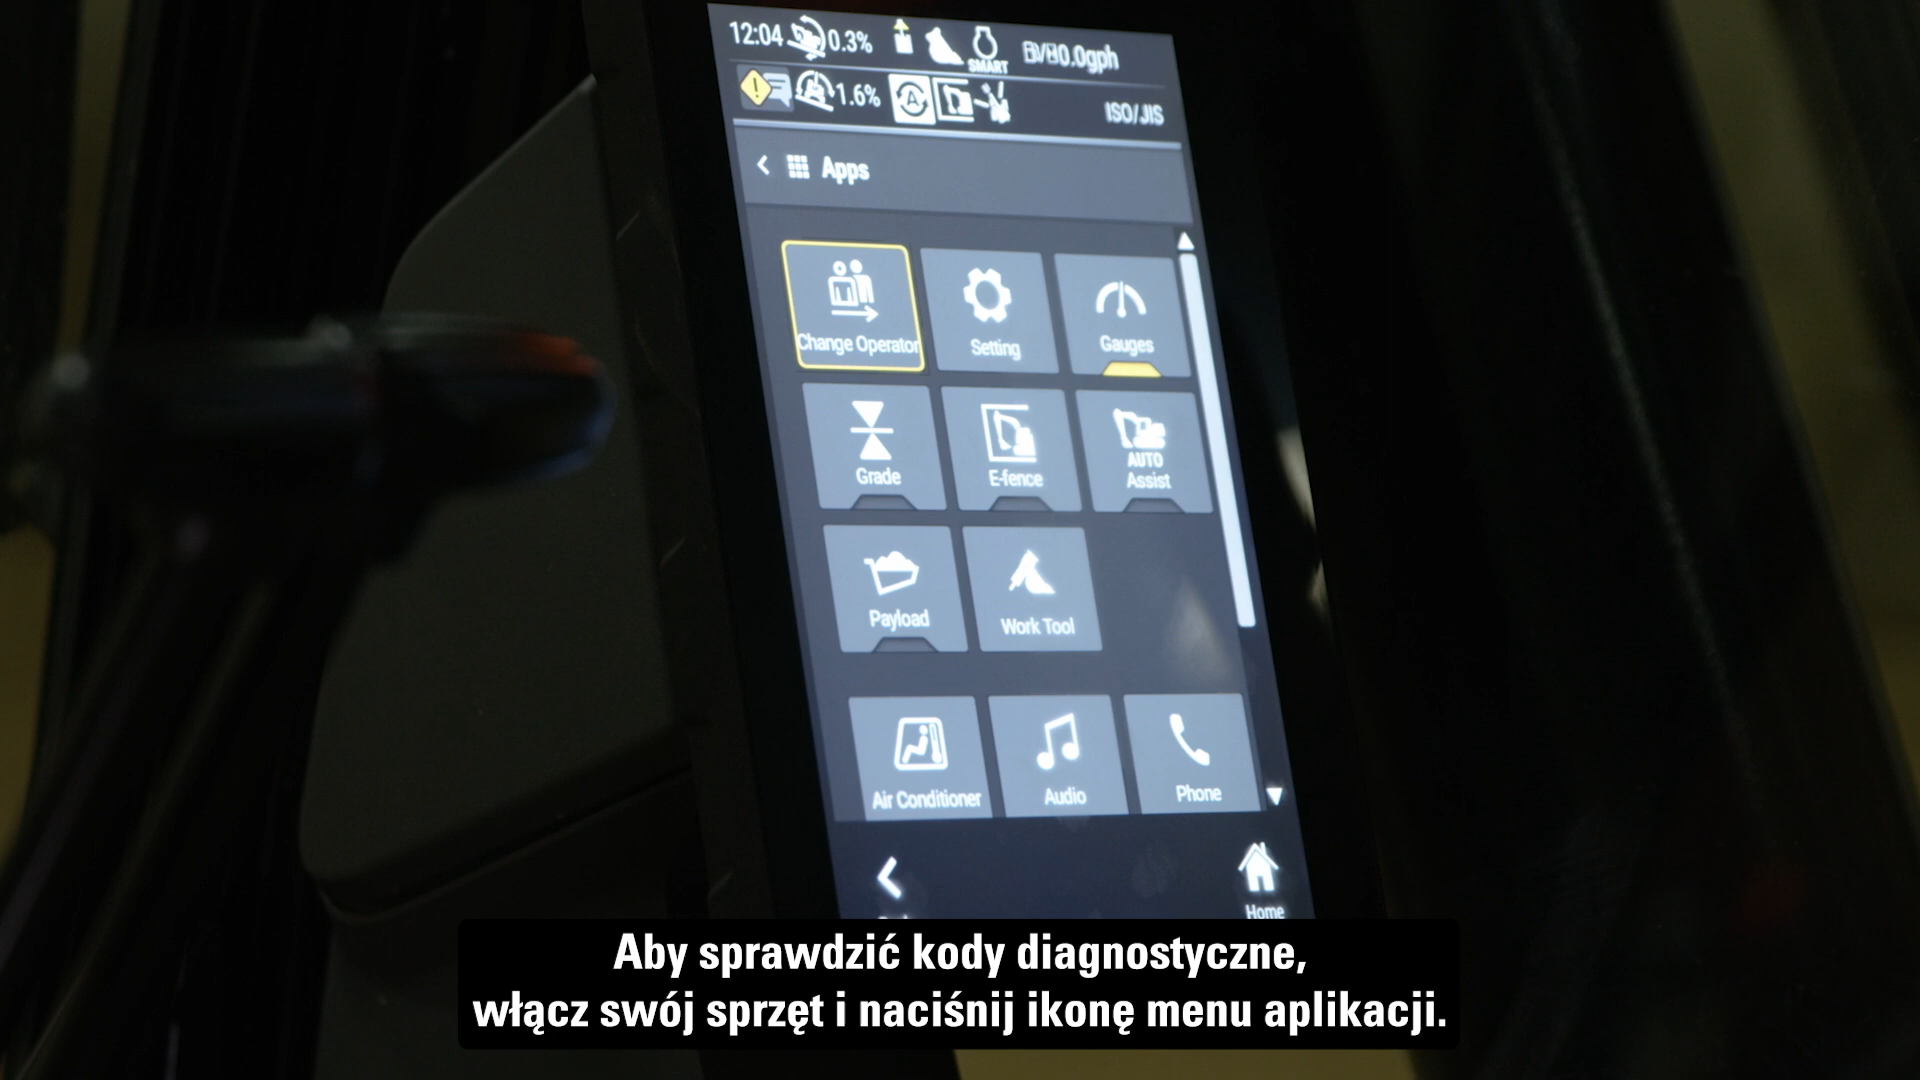 12:04 0.3% SMART 0.0gph
1.6% A ISO/JIS
Apps
Change Operator Setting Gauges
Grade E-fence AUTO Assist
Payload Work Tool
Air Conditioner Audio Phone
Home
Aby sprawdzić kody diagnostyczne,
włącz swój sprzęt i naciśnij ikonę menu aplikacji.